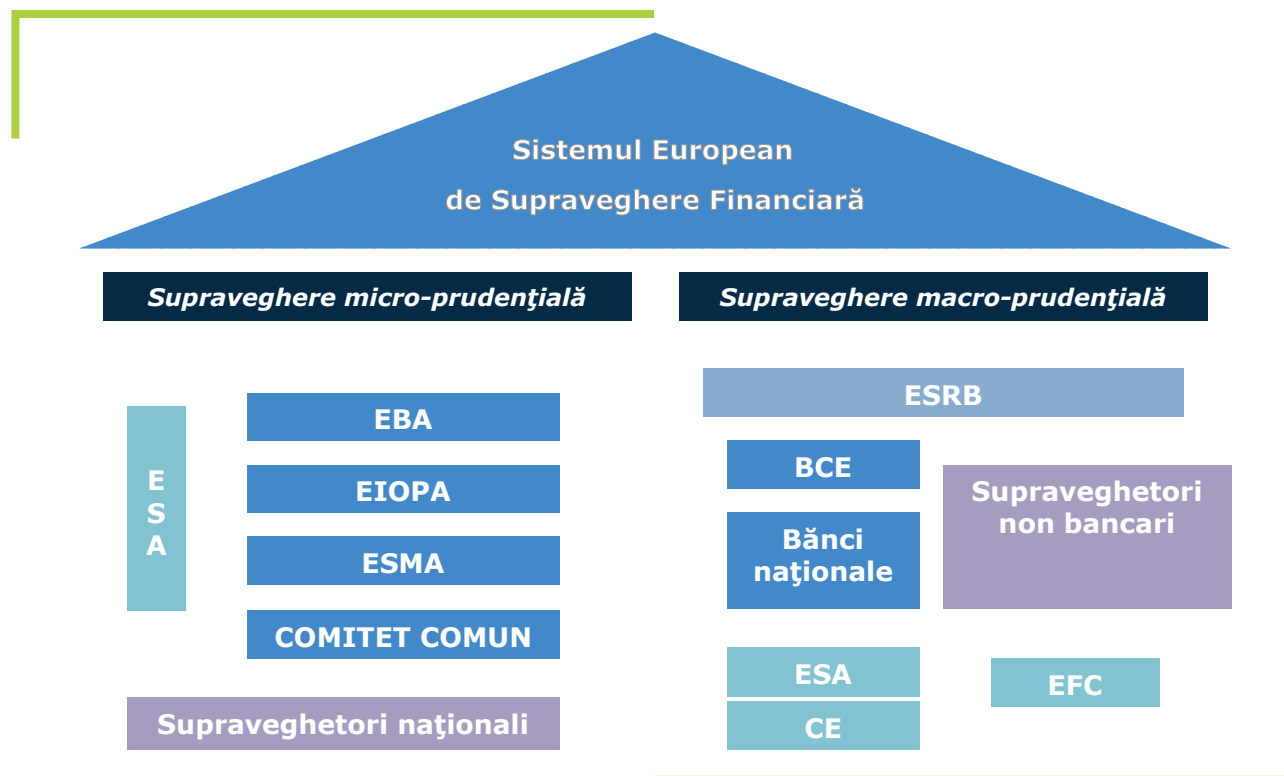 Sistemul European
de Supraveghere Financiară
Supraveghere micro-prudenţială
Supraveghere macro-prudenţială
E
S
A
EBA
EIOPA
ESMA
COMITET COMUN
Supraveghetori naţionali
ESRB
BCE
Bănci
naţionale
Supraveghetori
non bancari
ESA
CE
EFC